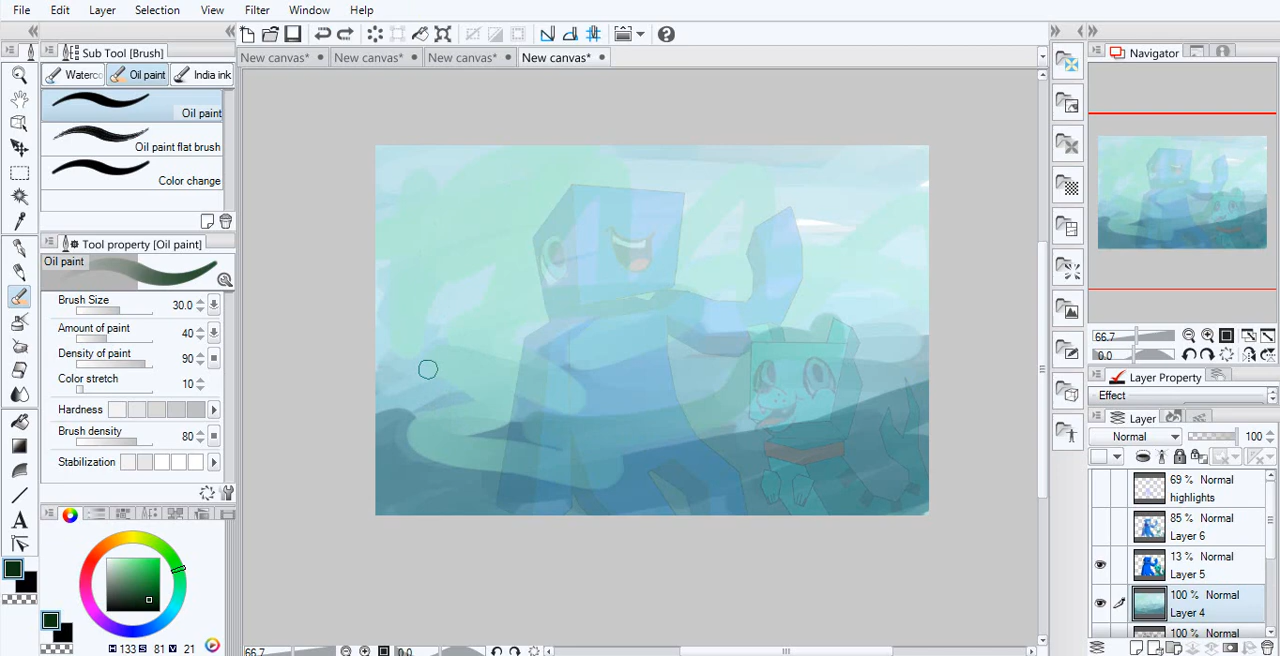 File Edit Layer Selection View Filter Window Help
Sub Tool [Brush]
Waterco Oil paint India ink
Oil paint
Oil paint flat brush
Color change
Tool property [Oil paint]
Oil paint
Brush Size 30.0
Amount of paint 40
Density of paint 90
Color stretch 10
Hardness
Brush density 80
Stabilization
H 133 S 81 V 21
New canvas* New canvas* New canvas* New canvas*
66.7 0.0
Navigator
66.7
0.0
Layer Property
Effect
Layer
Normal 100
69 % Normal
highlights
85 % Normal
Layer 6
13 % Normal
Layer 5
100 % Normal
Layer 4
100 % Normal